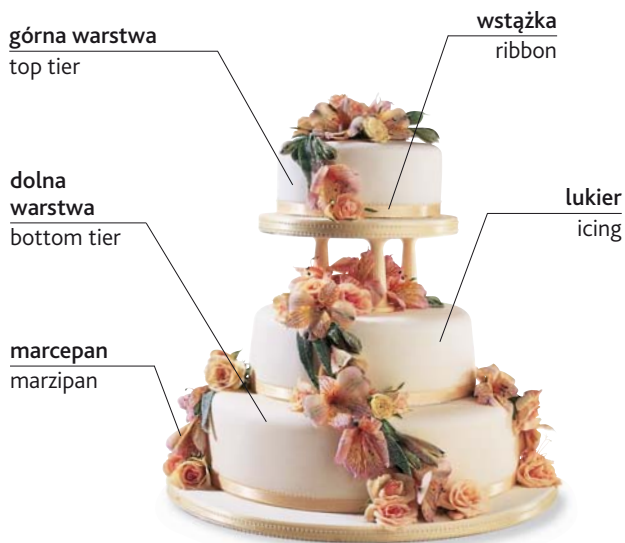 górna warstwa
top tier
wstążka
ribbon
dolna
warstwa
bottom tier
lukier
icing
marcepan
marzipan